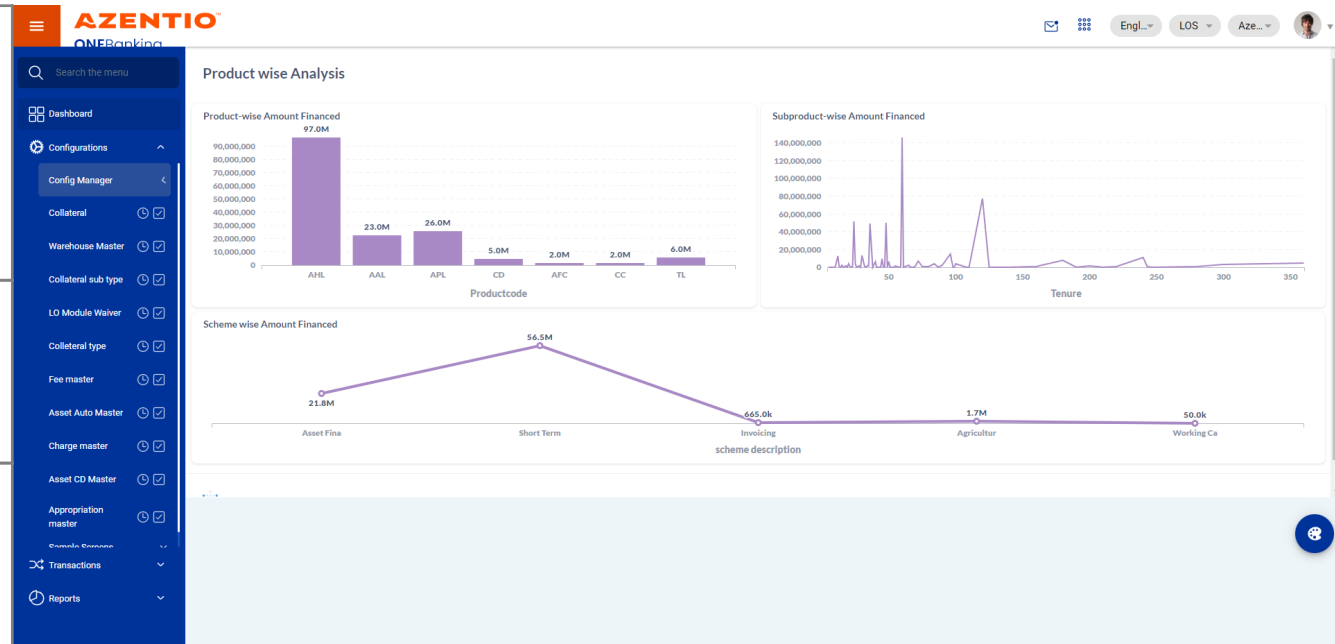 AZENTIO
ONEBanking
Engl...
LOS
Aze...
Search the menu
Dashboard
Configurations
Config Manager
Collateral
Warehouse Master
Collateral sub type
LO Module Waiver
Colleteral type
Fee master
Asset Auto Master
Charge master
Asset CD Master
Appropriation
master
Sample Screens
Transactions
Reports
Product wise Analysis
Product-wise Amount Financed
97.0M
90,000,000
80,000,000
70,000,000
60,000,000
50,000,000
40,000,000
30,000,000
20,000,000
10,000,000
0
23.0M
26.0M
5.0M
2.0M
2.0M
6.0M
AHL AAL APL CD AFC CC TL
Productcode
Subproduct-wise Amount Financed
140,000,000
120,000,000
100,000,000
80,000,000
60,000,000
40,000,000
20,000,000
0
50 100 150 200 250 300 350
Tenure
Scheme wise Amount Financed
56.5M
21.8M
665.0k
1.7M
50.0k
Asset Fina Short Term Invoicing Agricultur Working Ca
scheme description